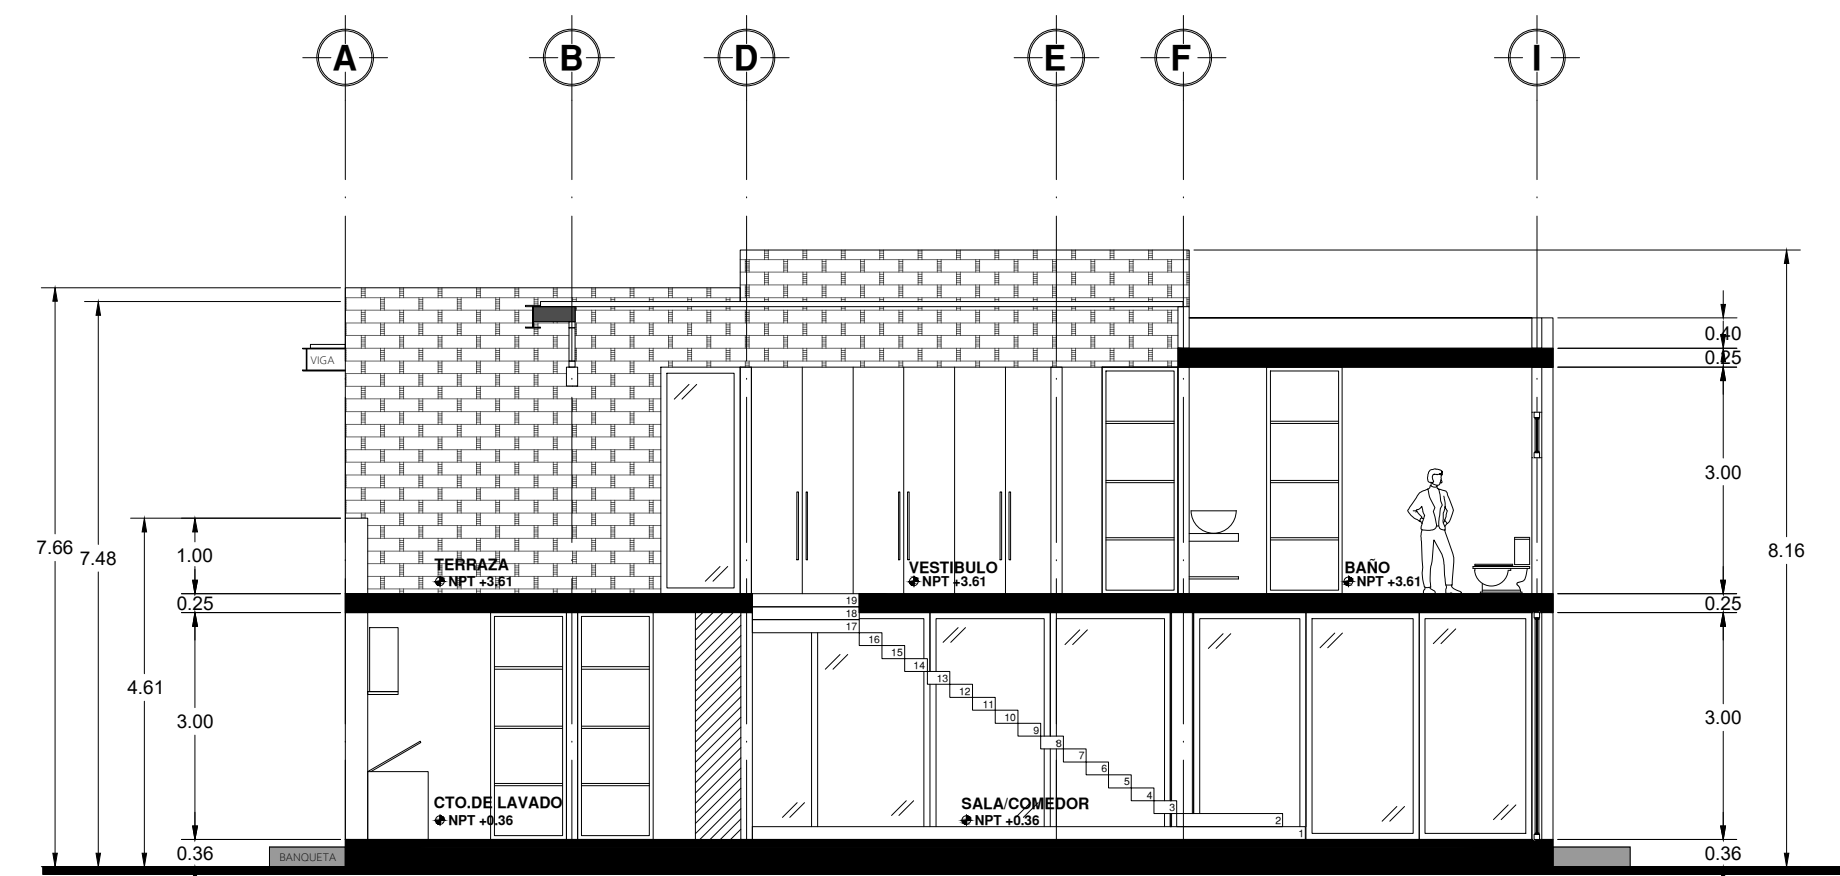 A
B
D
E
F
I
VIGA
0.40
0.25
7.66
7.48
8.16
3.00
1.00
TERRAZA
NPT +3.61
VESTIBULO
NPT +3.61
BAÑO
NPT +3.61
0.25
0.25
19
18
17
16
15
14
13
12
11
10
9
8
7
6
5
4
3
2
1
4.61
3.00
3.00
CTO.DE LAVADO
NPT +0.36
SALA/COMEDOR
NPT +0.36
0.36
BANQUETA
0.36